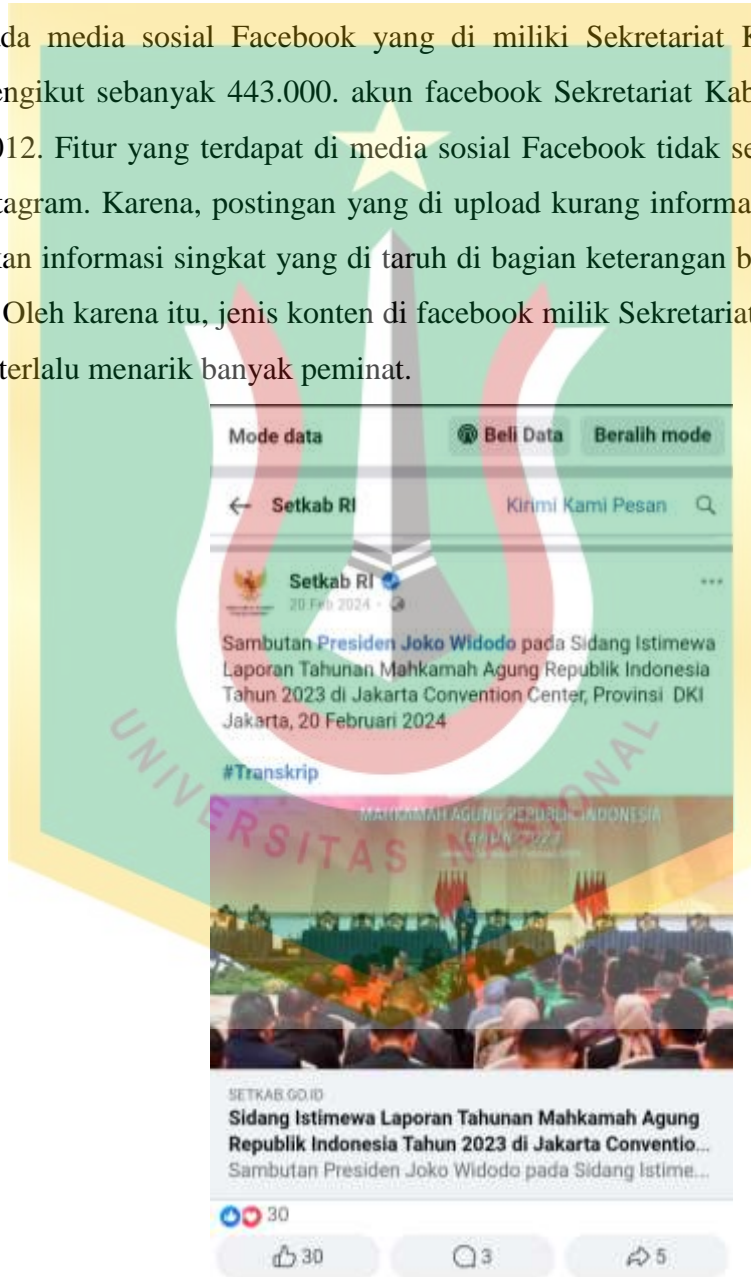 ada media sosial Facebook yang di miliki Sekretariat K
engikut sebanyak 443.000. akun facebook Sekretariat Kab
012. Fitur yang terdapat di media sosial Facebook tidak se
tagram. Karena, postingan yang di upload kurang informa
kan informasi singkat yang di taruh di bagian keterangan b
Oleh karena itu, jenis konten di facebook milik Sekretariat
terlalu menarik banyak peminat.
Mode data Beli Data Beralih mode
Setkab RI Kirimi Kami Pesan
Setkab RI
20 Feb 2024
Sambutan Presiden Joko Widodo pada Sidang Istimewa
Laporan Tahunan Mahkamah Agung Republik Indonesia
Tahun 2023 di Jakarta Convention Center, Provinsi DKI
Jakarta, 20 Februari 2024
#Transkrip
MAHKAMAH AGUNG REPUBLIK INDONESIA
TAHUN 2023
UNIVERSITAS NASIONAL
SETKAB.GO.ID
Sidang Istimewa Laporan Tahunan Mahkamah Agung
Republik Indonesia Tahun 2023 di Jakarta Conventio...
Sambutan Presiden Joko Widodo pada Sidang Istime...
30
30 3 5